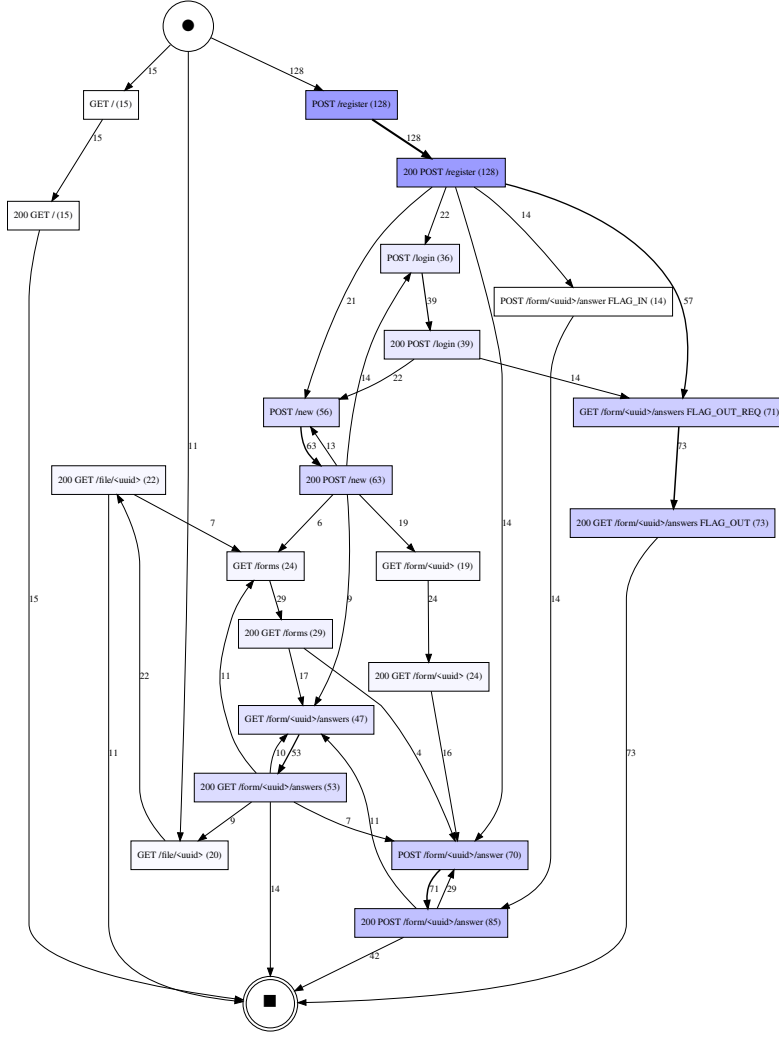 15
128
GET / (15)
POST /register (128)
15
128
200 POST /register (128)
200 GET / (15)
22
14
POST /login (36)
21
39
POST /form/<uuid>/answer FLAG_IN (14)
57
200 POST /login (39)
14
22
14
POST /new (56)
GET /form/<uuid>/answers FLAG_OUT_REQ (71)
11
63
13
73
200 GET /file/<uuid> (22)
200 POST /new (63)
7
6
19
14
200 GET /form/<uuid>/answers FLAG_OUT (73)
GET /forms (24)
GET /form/<uuid> (19)
15
29
9
24
14
200 GET /forms (29)
22
11
17
200 GET /form/<uuid> (24)
GET /form/<uuid>/answers (47)
11
10
53
4
16
73
200 GET /form/<uuid>/answers (53)
9
7
11
GET /file/<uuid> (20)
POST /form/<uuid>/answer (70)
14
71
29
200 POST /form/<uuid>/answer (85)
42